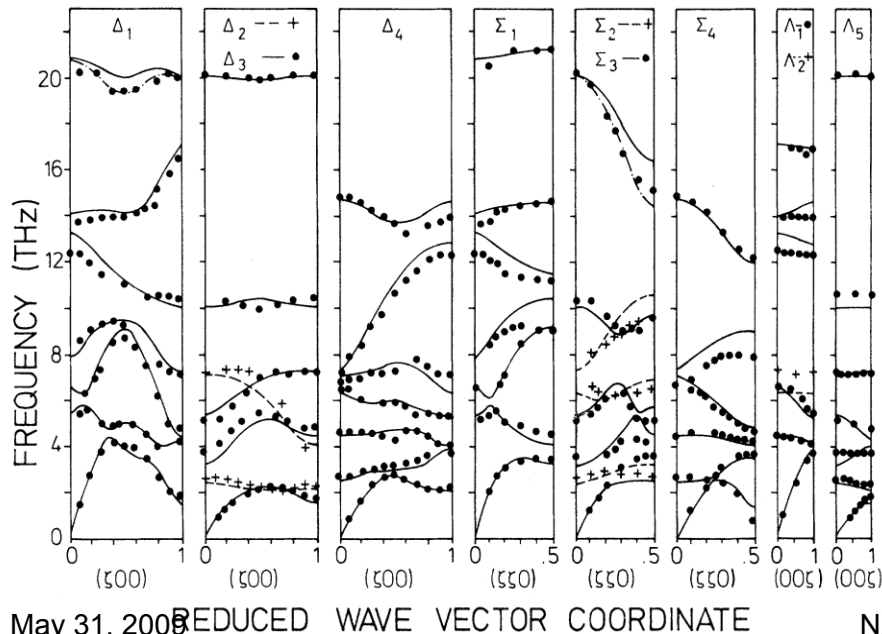 Δ₁ Δ₂ --- + Δ₄ Σ₁ Σ₂ --- + Σ₄ Λ₁ • Λ₅
Δ₃ — • Σ₃ — • Λ₂ +
20
16
12
8
4
0
FREQUENCY (THz)
0 1 0 1 0 1 0 .5 0 .5 0 .5 0 1 0 1
(ζ00) (ζ00) (ζ00) (ζζ0) (ζζ0) (ζζ0) (00ζ) (00ζ)
May 31, 2009 REDUCED WAVE VECTOR COORDINATE N